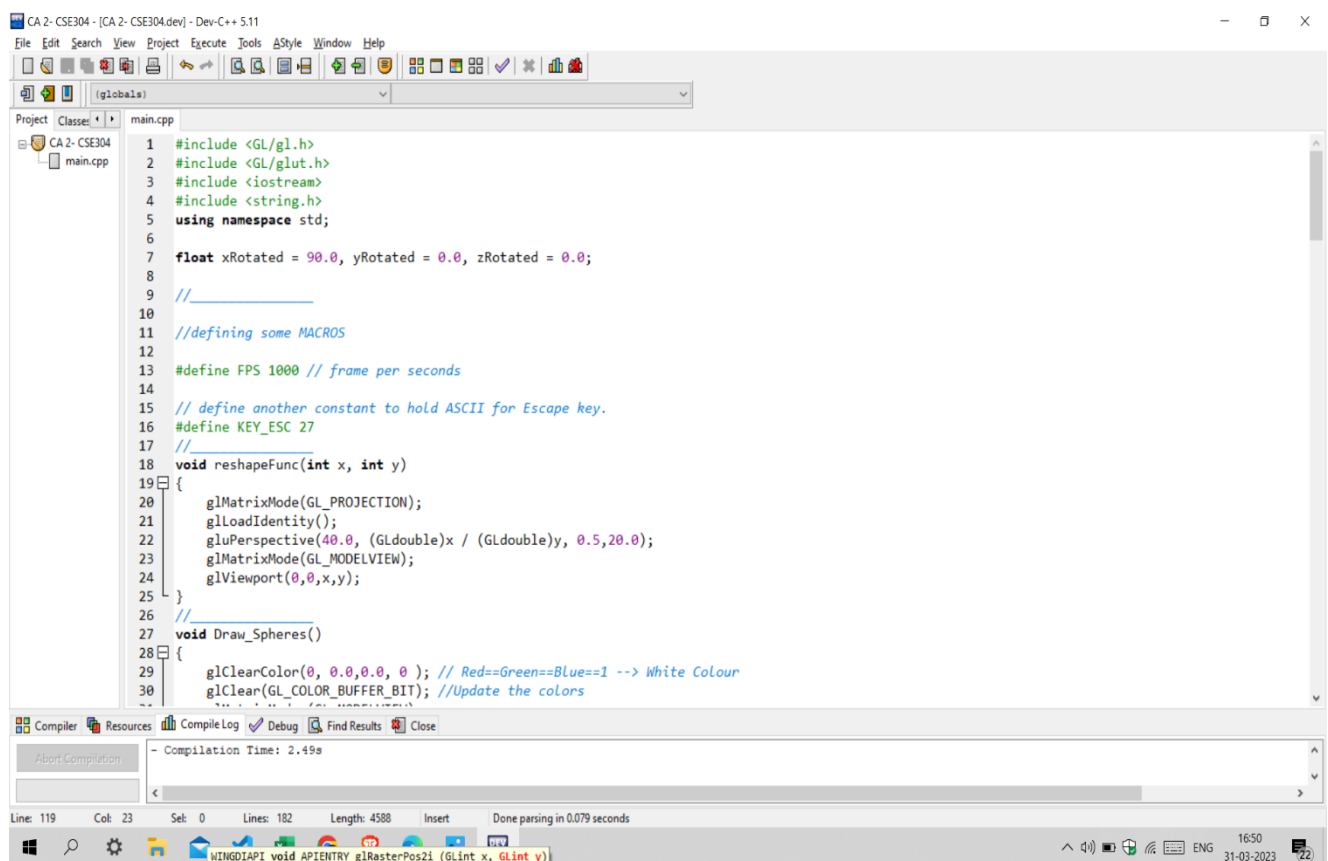 CA 2- CSE304 - [CA 2- CSE304.dev] - Dev-C++ 5.11
File Edit Search View Project Execute Tools AStyle Window Help
(globals)
Project Classes main.cpp
CA 2- CSE304
main.cpp
1 #include <GL/gl.h>
2 #include <GL/glut.h>
3 #include <iostream>
4 #include <string.h>
5 using namespace std;
6
7 float xRotated = 90.0, yRotated = 0.0, zRotated = 0.0;
8
9 //________________
10
11 //defining some MACROS
12
13 #define FPS 1000 // frame per seconds
14
15 // define another constant to hold ASCII for Escape key.
16 #define KEY_ESC 27
17 //________________
18 void reshapeFunc(int x, int y)
19 {
20 glMatrixMode(GL_PROJECTION);
21 glLoadIdentity();
22 gluPerspective(40.0, (GLdouble)x / (GLdouble)y, 0.5,20.0);
23 glMatrixMode(GL_MODELVIEW);
24 glViewport(0,0,x,y);
25 }
26 //________________
27 void Draw_Spheres()
28 {
29 glClearColor(0, 0.0,0.0, 0 ); // Red==Green==Blue==1 --> White Colour
30 glClear(GL_COLOR_BUFFER_BIT); //Update the colors
Compiler Resources Compile Log Debug Find Results Close
Abort Compilation
- Compilation Time: 2.49s
Line: 119 Col: 23 Sel: 0 Lines: 182 Length: 4588 Insert Done parsing in 0.079 seconds
WINGDIAPI void APIENTRY glRasterPos2i (GLint x, GLint y)
ENG
16:50
31-03-2023
22